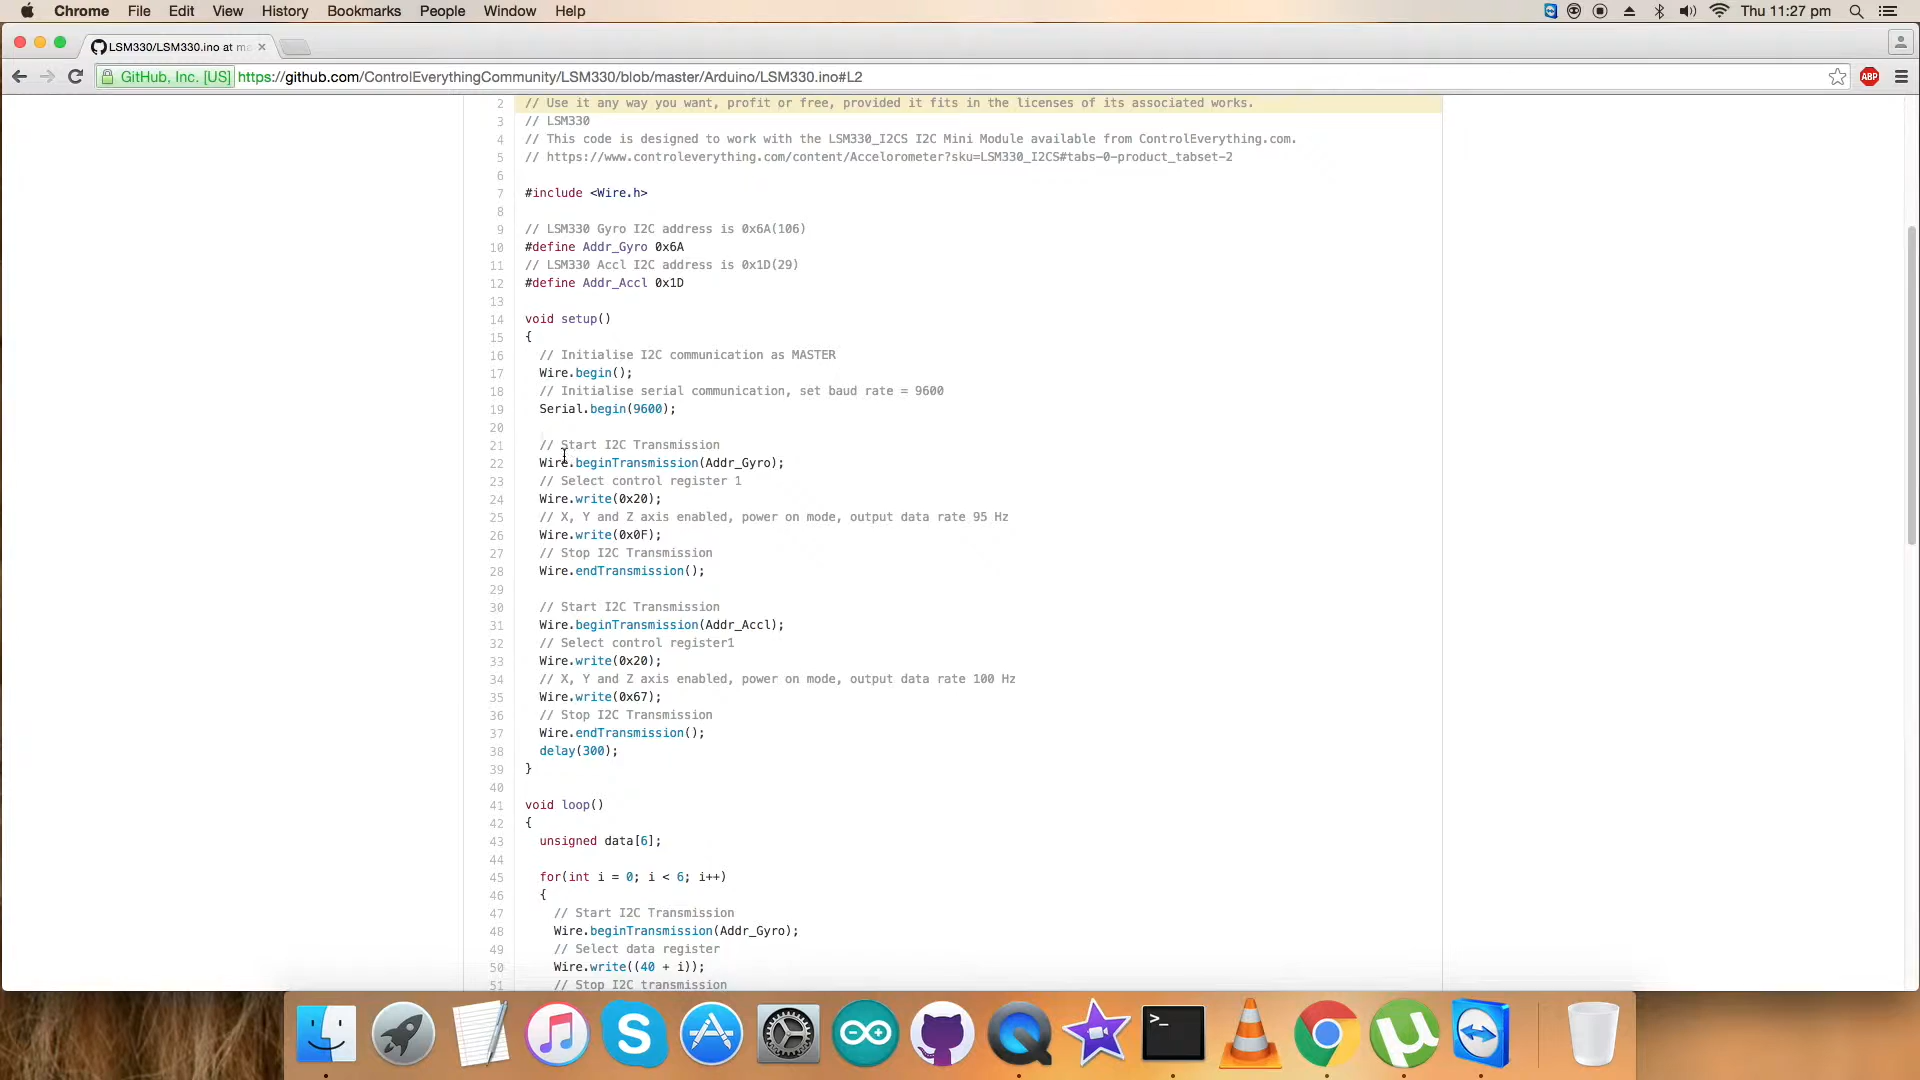 Chrome File Edit View History Bookmarks People Window Help Thu 11:27 pm
LSM330/LSM330.ino at ma
GitHub, Inc. [US] https://github.com/ControlEverythingCommunity/LSM330/blob/master/Arduino/LSM330.ino#L2 ABP
2 // Use it any way you want, profit or free, provided it fits in the licenses of its associated works.
3 // LSM330
4 // This code is designed to work with the LSM330_I2CS I2C Mini Module available from ControlEverything.com.
5 // https://www.controleverything.com/content/Accelorometer?sku=LSM330_I2CS#tabs-0-product_tabset-2
6
7 #include <Wire.h>
8
9 // LSM330 Gyro I2C address is 0x6A(106)
10 #define Addr_Gyro 0x6A
11 // LSM330 Accl I2C address is 0x1D(29)
12 #define Addr_Accl 0x1D
13
14 void setup()
15 {
16 // Initialise I2C communication as MASTER
17 Wire.begin();
18 // Initialise serial communication, set baud rate = 9600
19 Serial.begin(9600);
20
21 // Start I2C Transmission
22 Wire.beginTransmission(Addr_Gyro);
23 // Select control register 1
24 Wire.write(0x20);
25 // X, Y and Z axis enabled, power on mode, output data rate 95 Hz
26 Wire.write(0x0F);
27 // Stop I2C Transmission
28 Wire.endTransmission();
29
30 // Start I2C Transmission
31 Wire.beginTransmission(Addr_Accl);
32 // Select control register1
33 Wire.write(0x20);
34 // X, Y and Z axis enabled, power on mode, output data rate 100 Hz
35 Wire.write(0x67);
36 // Stop I2C Transmission
37 Wire.endTransmission();
38 delay(300);
39 }
40
41 void loop()
42 {
43 unsigned data[6];
44
45 for(int i = 0; i < 6; i++)
46 {
47 // Start I2C Transmission
48 Wire.beginTransmission(Addr_Gyro);
49 // Select data register
50 Wire.write((40 + i));
51 // Stop I2C transmission